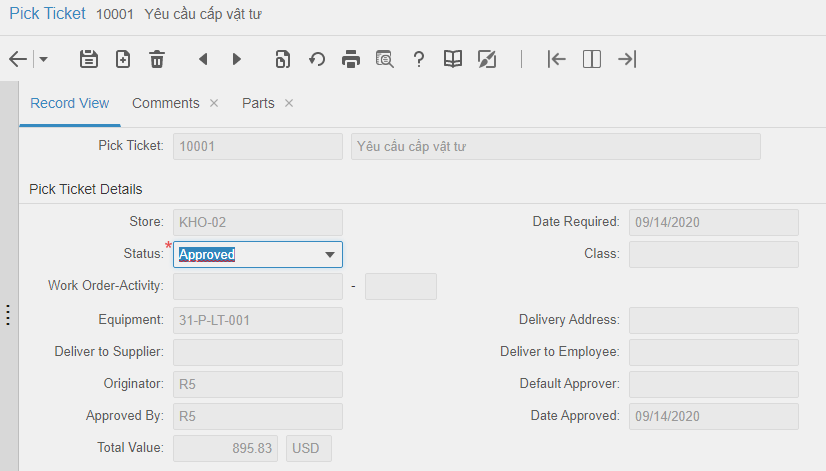 Pick Ticket 10001 Yêu cầu cấp vật tư
Record View Comments × Parts ×
Pick Ticket: 10001 Yêu cầu cấp vật tư
Pick Ticket Details
Store: KHO-02 Date Required: 09/14/2020
Status: * Approved Class:
Work Order-Activity: -
Equipment: 31-P-LT-001 Delivery Address:
Deliver to Supplier: Deliver to Employee:
Originator: R5 Default Approver:
Approved By: R5 Date Approved: 09/14/2020
Total Value: 895.83 USD